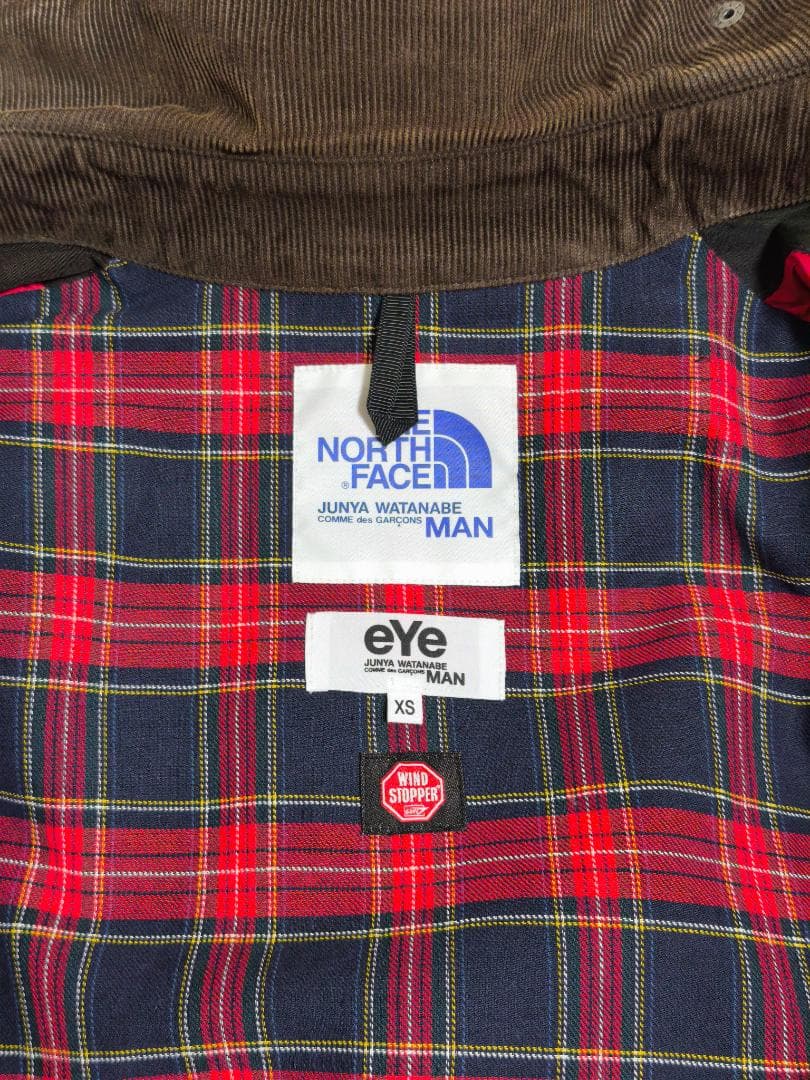 NORTH
FACE
®
JUNYA WATANABE
COMME des GARÇONS MAN
eYe
JUNYA WATANABE
COMME des GARÇONS MAN
XS
WIND
STOPPER